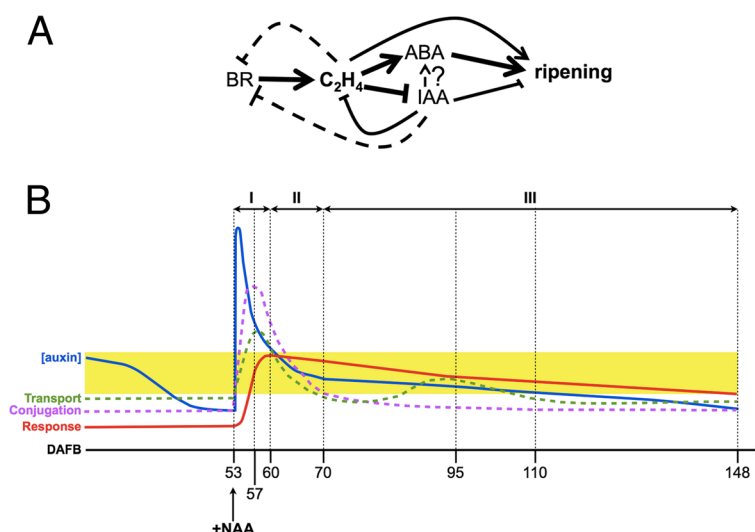 A
BR C₂H₄ ABA ripening
?
IAA
B
I II III
[auxin]
Transport
Conjugation
Response
DAFB
53 60 70 95 110 148
57
+NAA